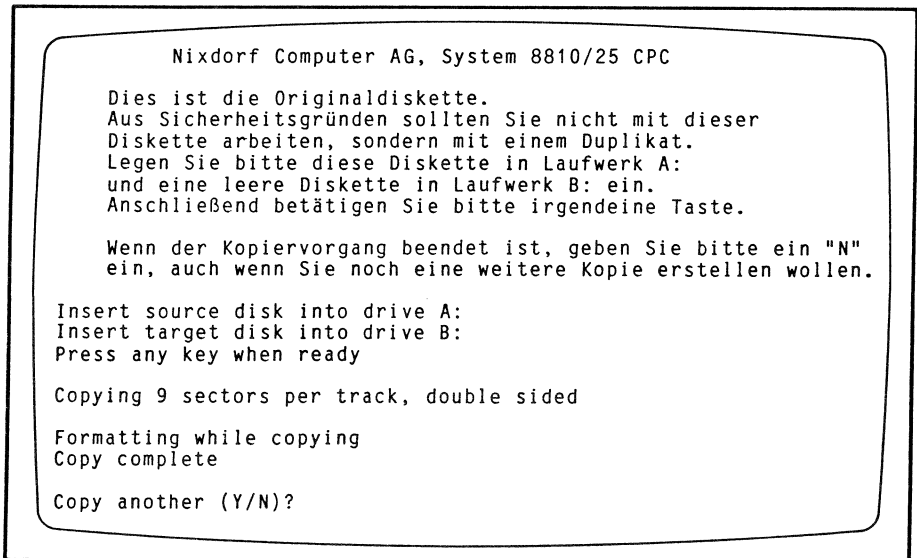 Nixdorf Computer AG, System 8810/25 CPC
Dies ist die Originaldiskette.
Aus Sicherheitsgründen sollten Sie nicht mit dieser
Diskette arbeiten, sondern mit einem Duplikat.
Legen Sie bitte diese Diskette in Laufwerk A:
und eine leere Diskette in Laufwerk B: ein.
Anschließend betätigen Sie bitte irgendeine Taste.
Wenn der Kopiervorgang beendet ist, geben Sie bitte ein "N"
ein, auch wenn Sie noch eine weitere Kopie erstellen wollen.
Insert source disk into drive A:
Insert target disk into drive B:
Press any key when ready
Copying 9 sectors per track, double sided
Formatting while copying
Copy complete
Copy another (Y/N)?